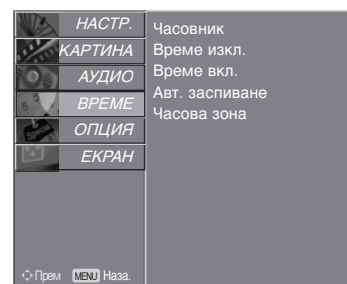 НАСТР.
КАРТИНА
АУДИО
ВРЕМЕ
ОПЦИЯ
ЕКРАН
Часовник
Време изкл.
Време вкл.
Авт. заспиване
Часова зона
Прем MENU Наза.